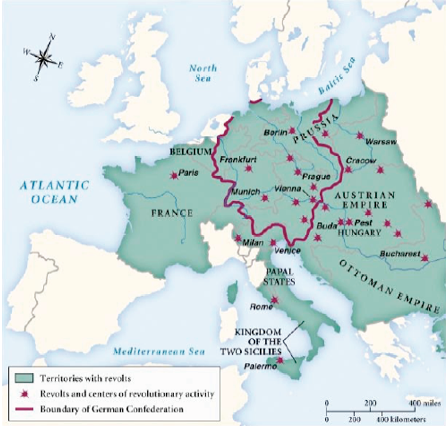 N
W
E
S
North
Sea
Baltic Sea
Berlin
PRUSSIA
Warsaw
BELGIUM
Frankfurt
Cracow
Paris
Prague
ATLANTIC
OCEAN
Munich
Vienna
AUSTRIAN
EMPIRE
FRANCE
Buda
Pest
HUNGARY
Milan
Venice
Bucharest
OTTOMAN EMPIRE
PAPAL
STATES
Rome
KINGDOM
OF THE
TWO SICILIES
Mediterranean Sea
Palermo
Territories with revolts
Revolts and centers of revolutionary activity
Boundary of German Confederation
0 200 400 miles
0 200 400 kilometers